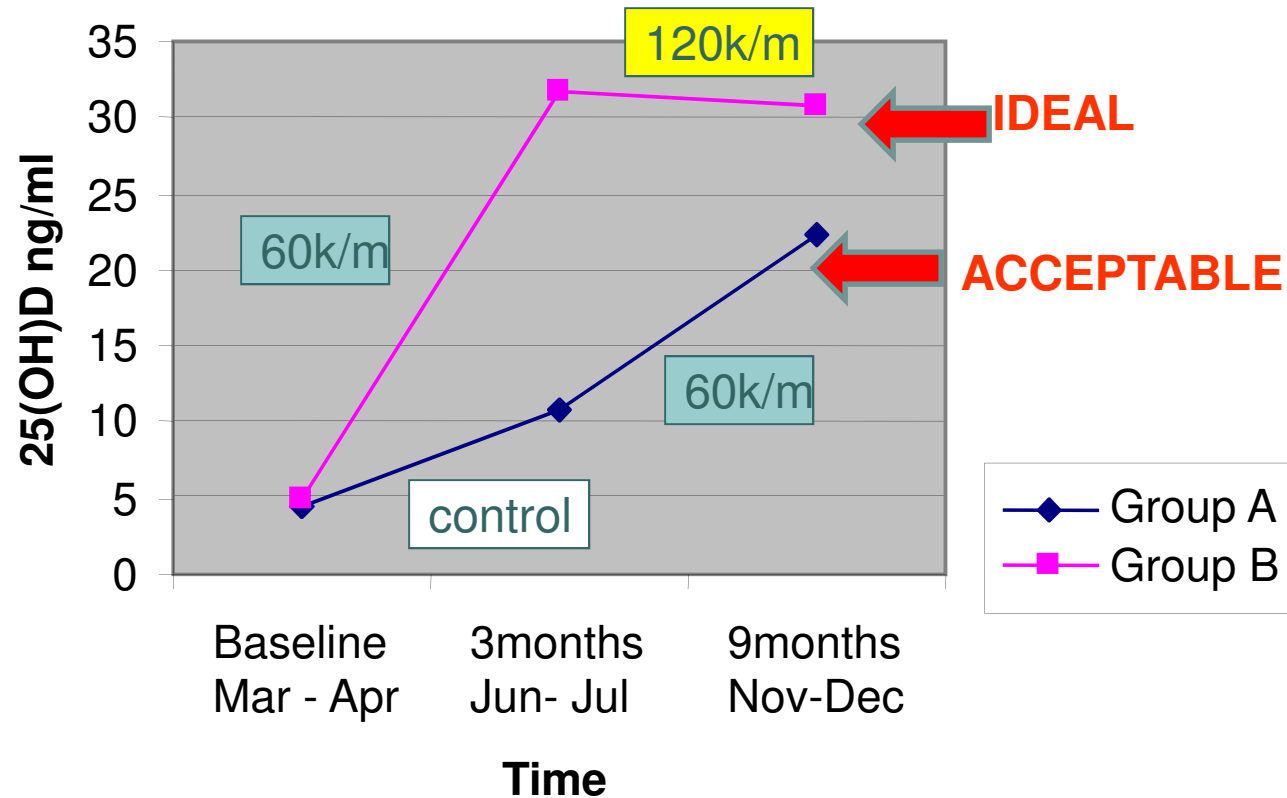 35
30
25
20
15
10
5
0
25(OH)D ng/ml
120k/m
60k/m
60k/m
control
IDEAL
ACCEPTABLE
Group A
Group B
Baseline
Mar - Apr
3months
Jun- Jul
9months
Nov-Dec
Time